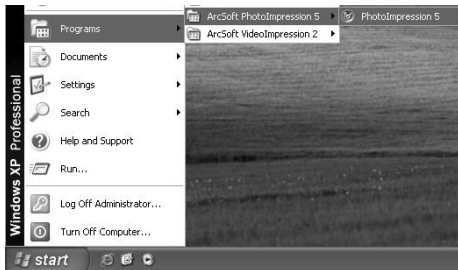 Programs
Documents
Settings
Search
Help and Support
Run...
Log Off Administrator...
Turn Off Computer...
Windows XP Professional
ArcSoft PhotoImpression 5
ArcSoft VideoImpression 2
PhotoImpression 5
start